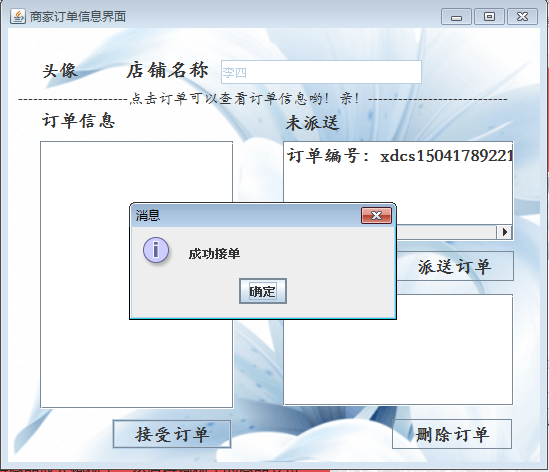 商家订单信息界面
头像 店铺名称 李四
点击订单可以查看订单信息哟！亲！
订单信息 未派送
订单编号：xdcs15041789221
消息
成功接单
确定
派送订单
接受订单 删除订单